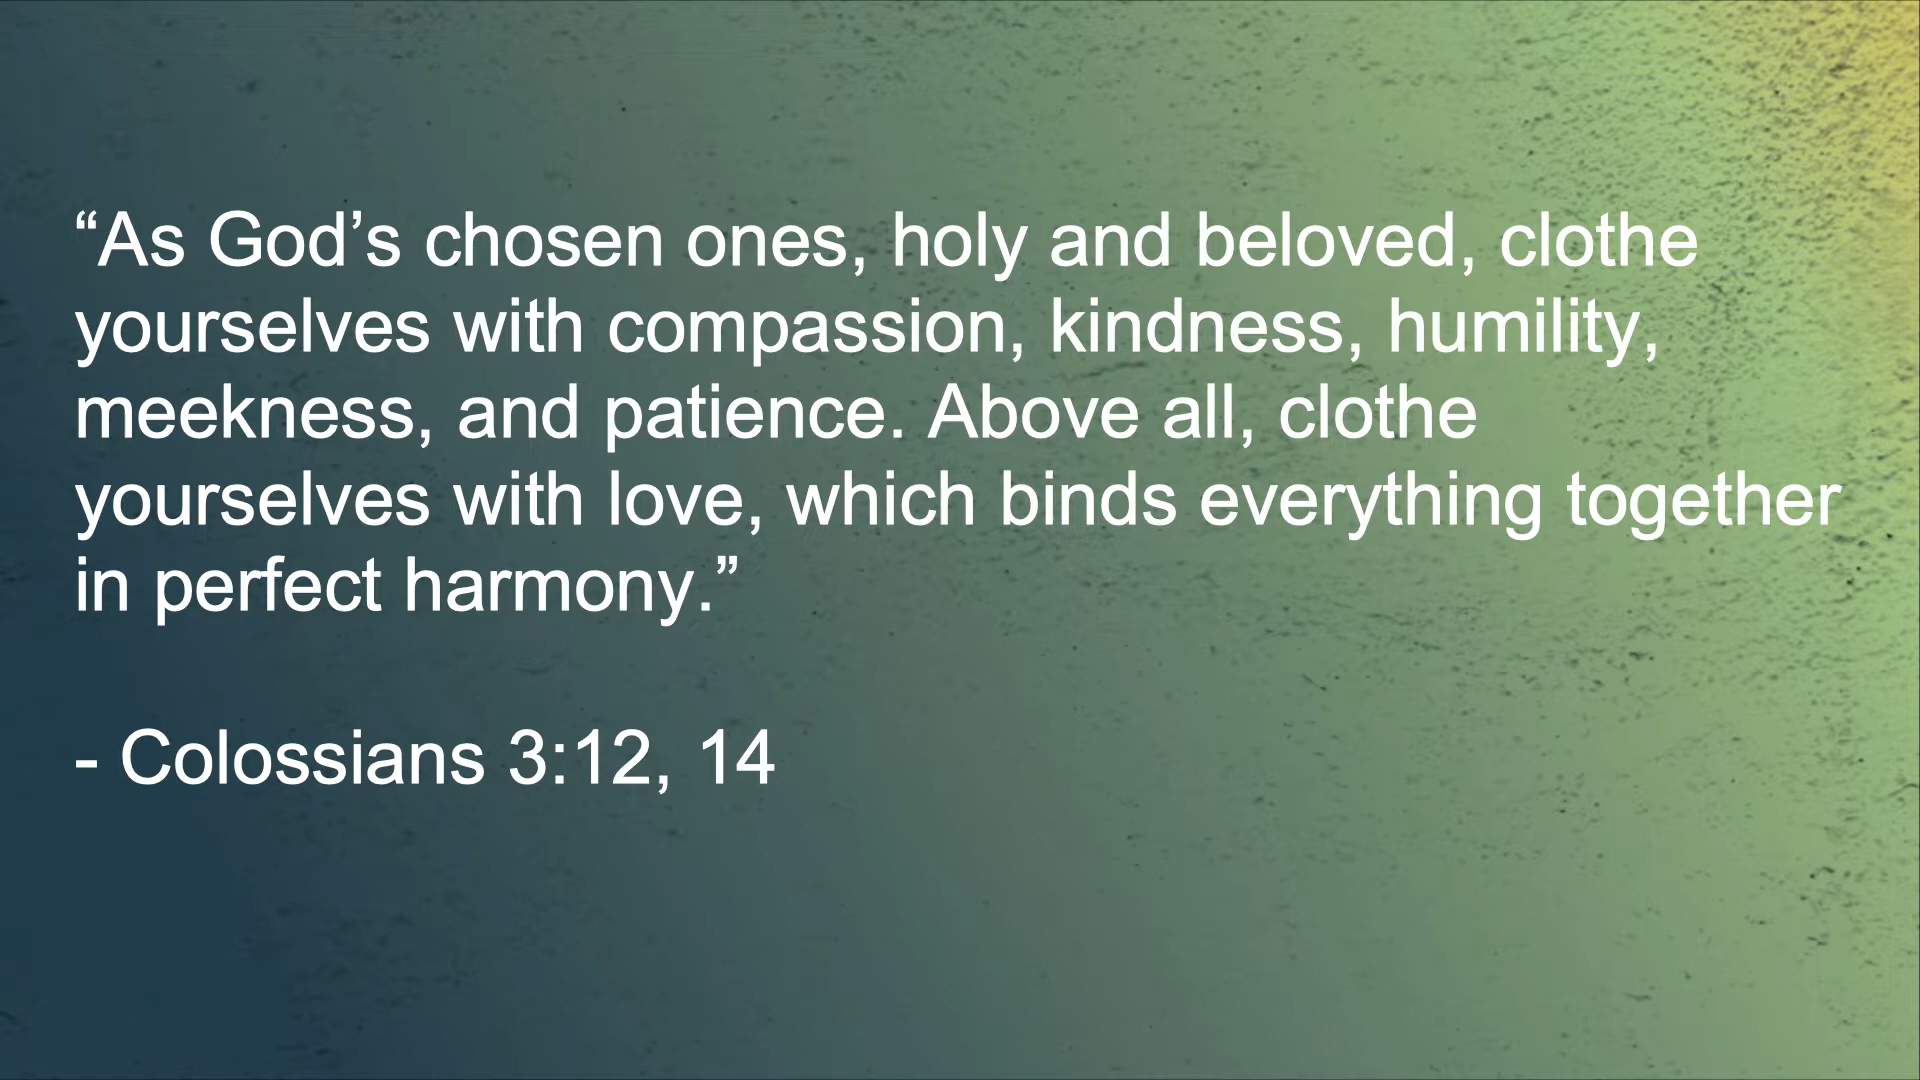 “As God’s chosen ones, holy and beloved, clothe
yourselves with compassion, kindness, humility,
meekness, and patience. Above all, clothe
yourselves with love, which binds everything together
in perfect harmony.”
- Colossians 3:12, 14